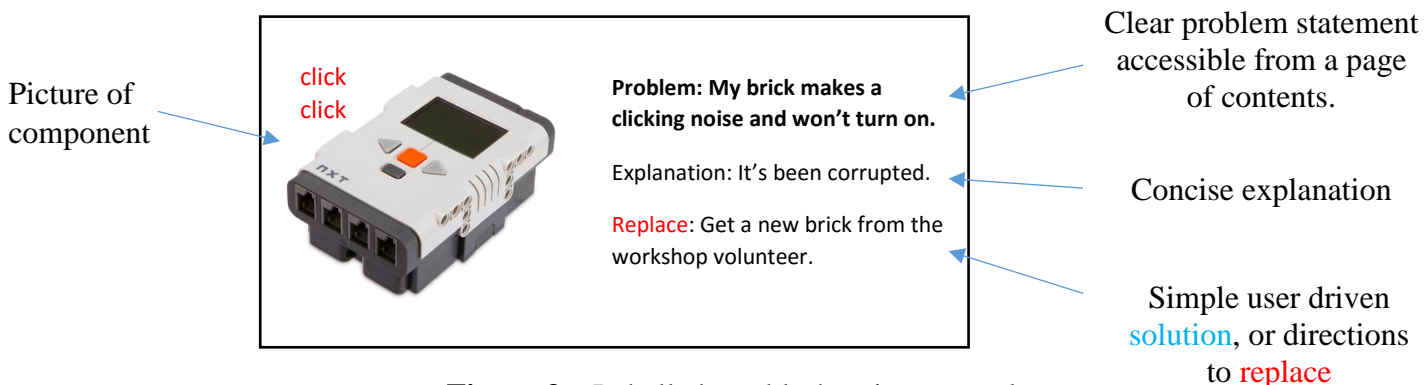 Picture of
component
click
click
nxt
Problem: My brick makes a
clicking noise and won't turn on.
Explanation: It's been corrupted.
Replace: Get a new brick from the
workshop volunteer.
Clear problem statement
accessible from a page
of contents.
Concise explanation
Simple user driven
solution, or directions
to replace